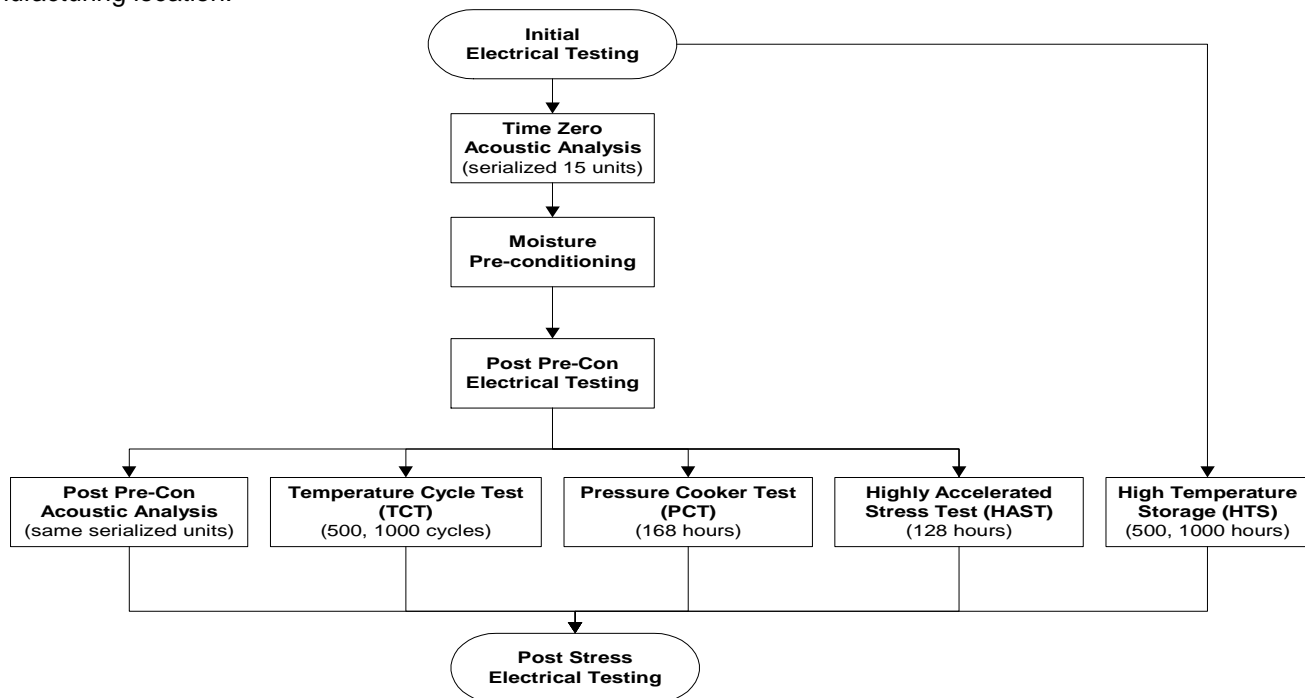 Initial
Electrical Testing
Time Zero
Acoustic Analysis
(serialized 15 units)
Moisture
Pre-conditioning
Post Pre-Con
Electrical Testing
Post Pre-Con
Acoustic Analysis
(same serialized units)
Temperature Cycle Test
(TCT)
(500, 1000 cycles)
Pressure Cooker Test
(PCT)
(168 hours)
Highly Accelerated
Stress Test (HAST)
(128 hours)
High Temperature
Storage (HTS)
(500, 1000 hours)
Post Stress
Electrical Testing